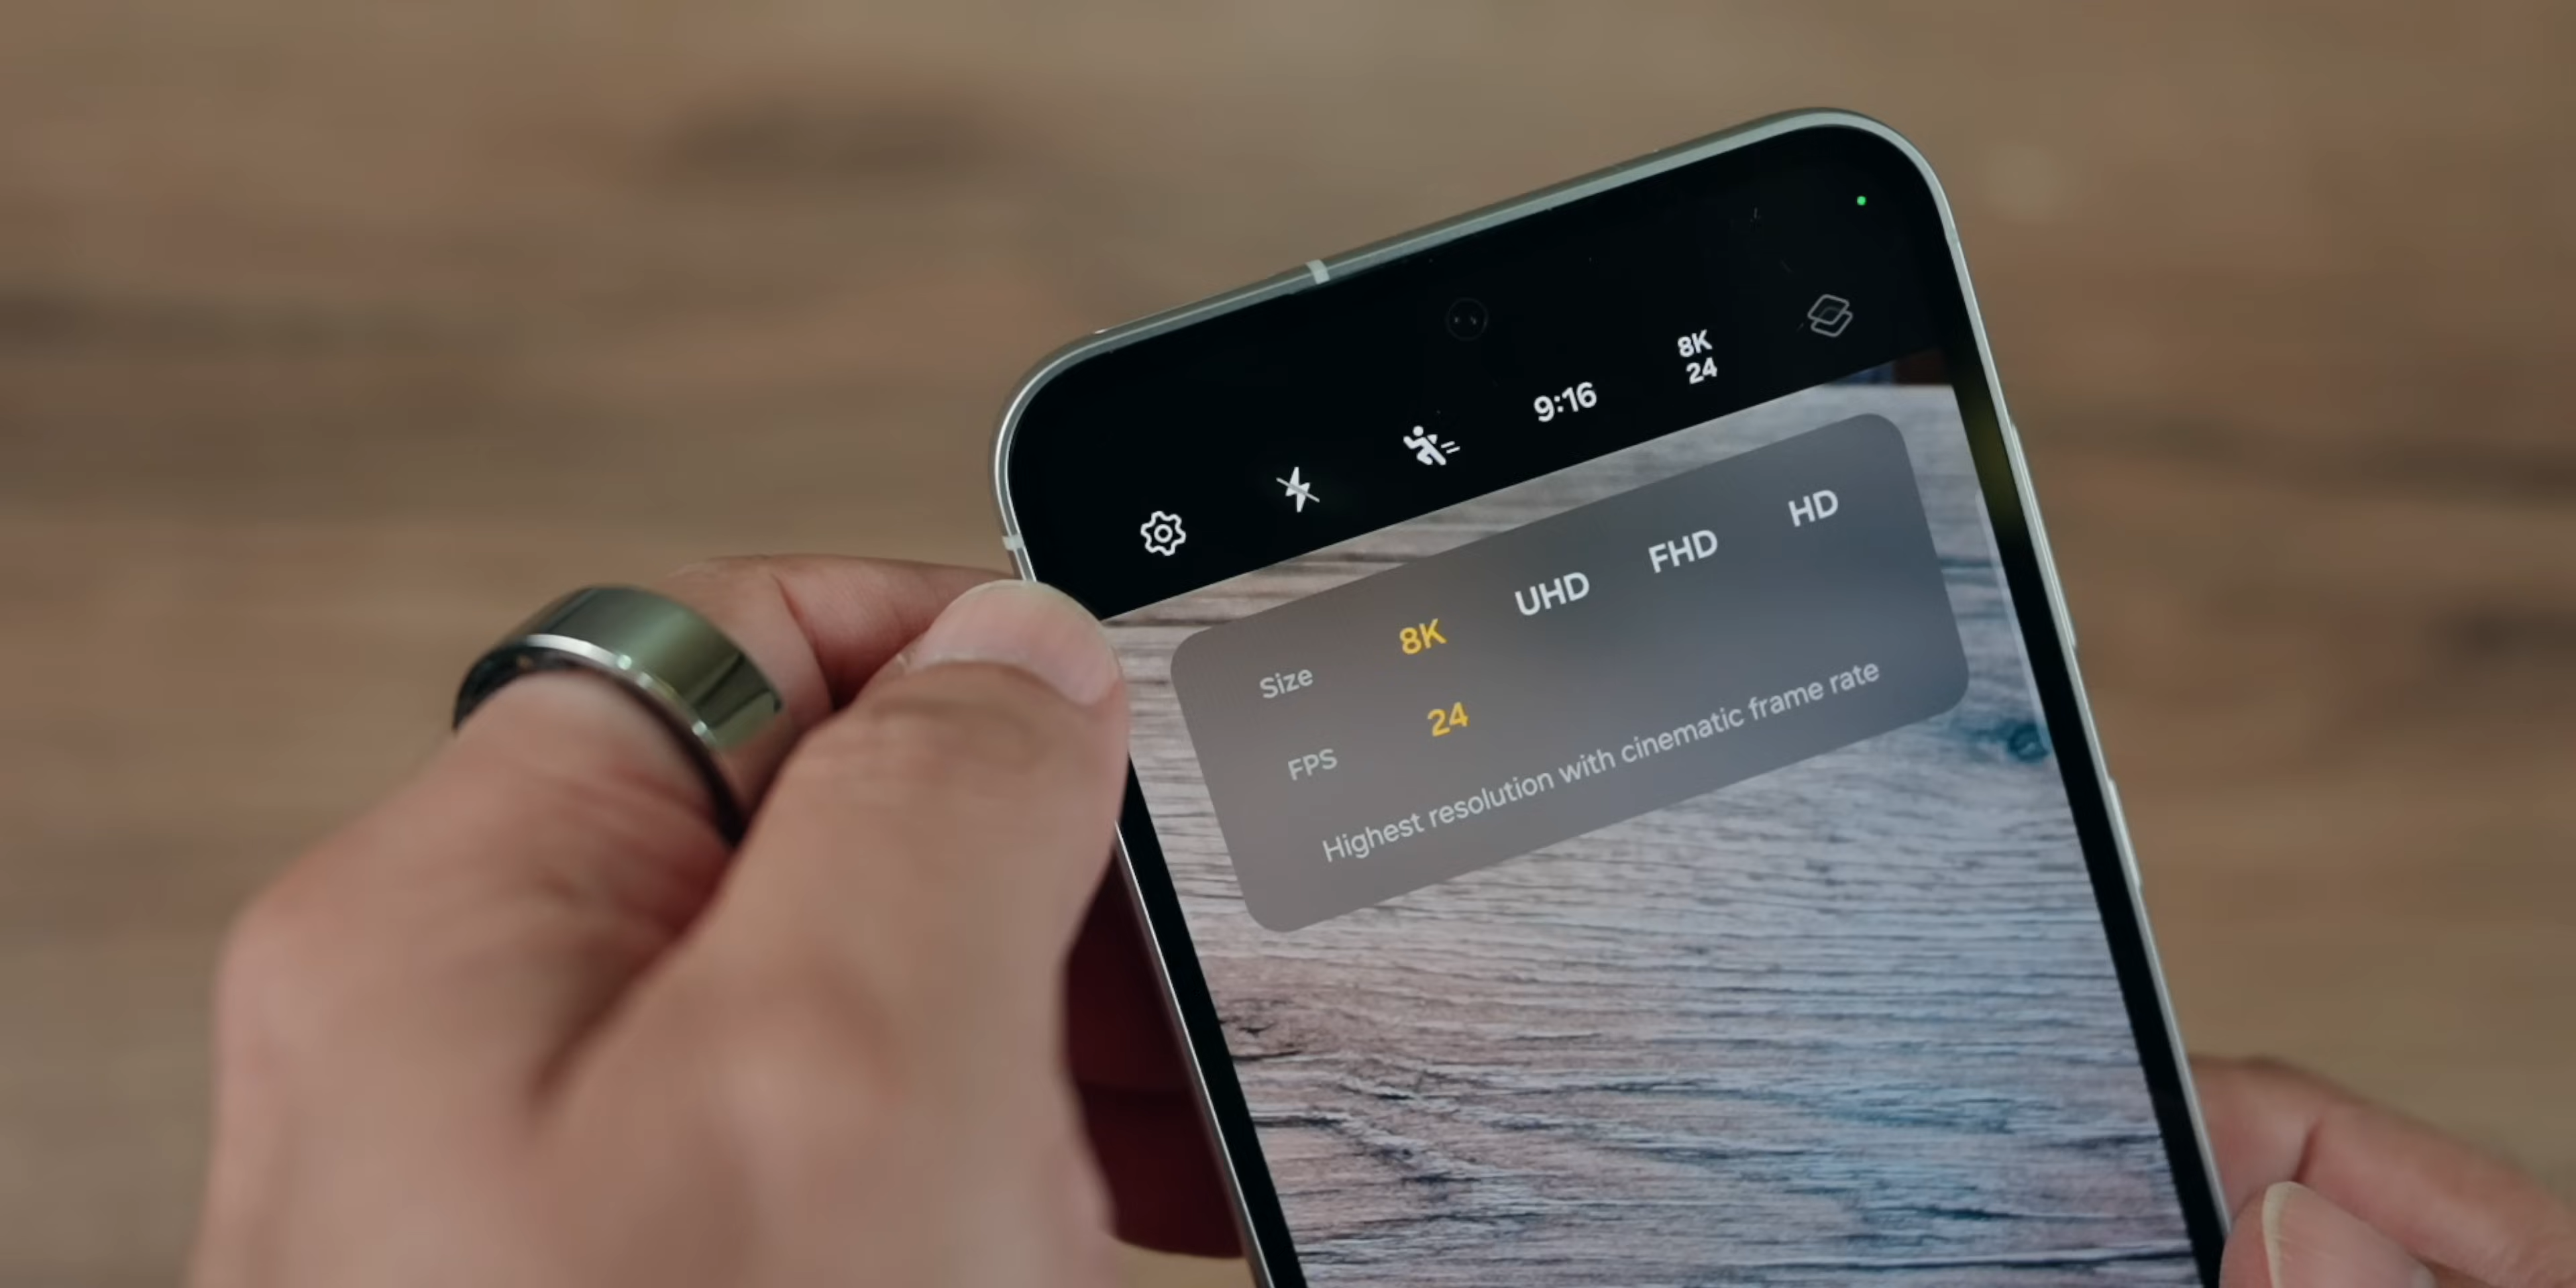 9:16
8K
24
Size 8K UHD FHD HD
FPS 24
Highest resolution with cinematic frame rate